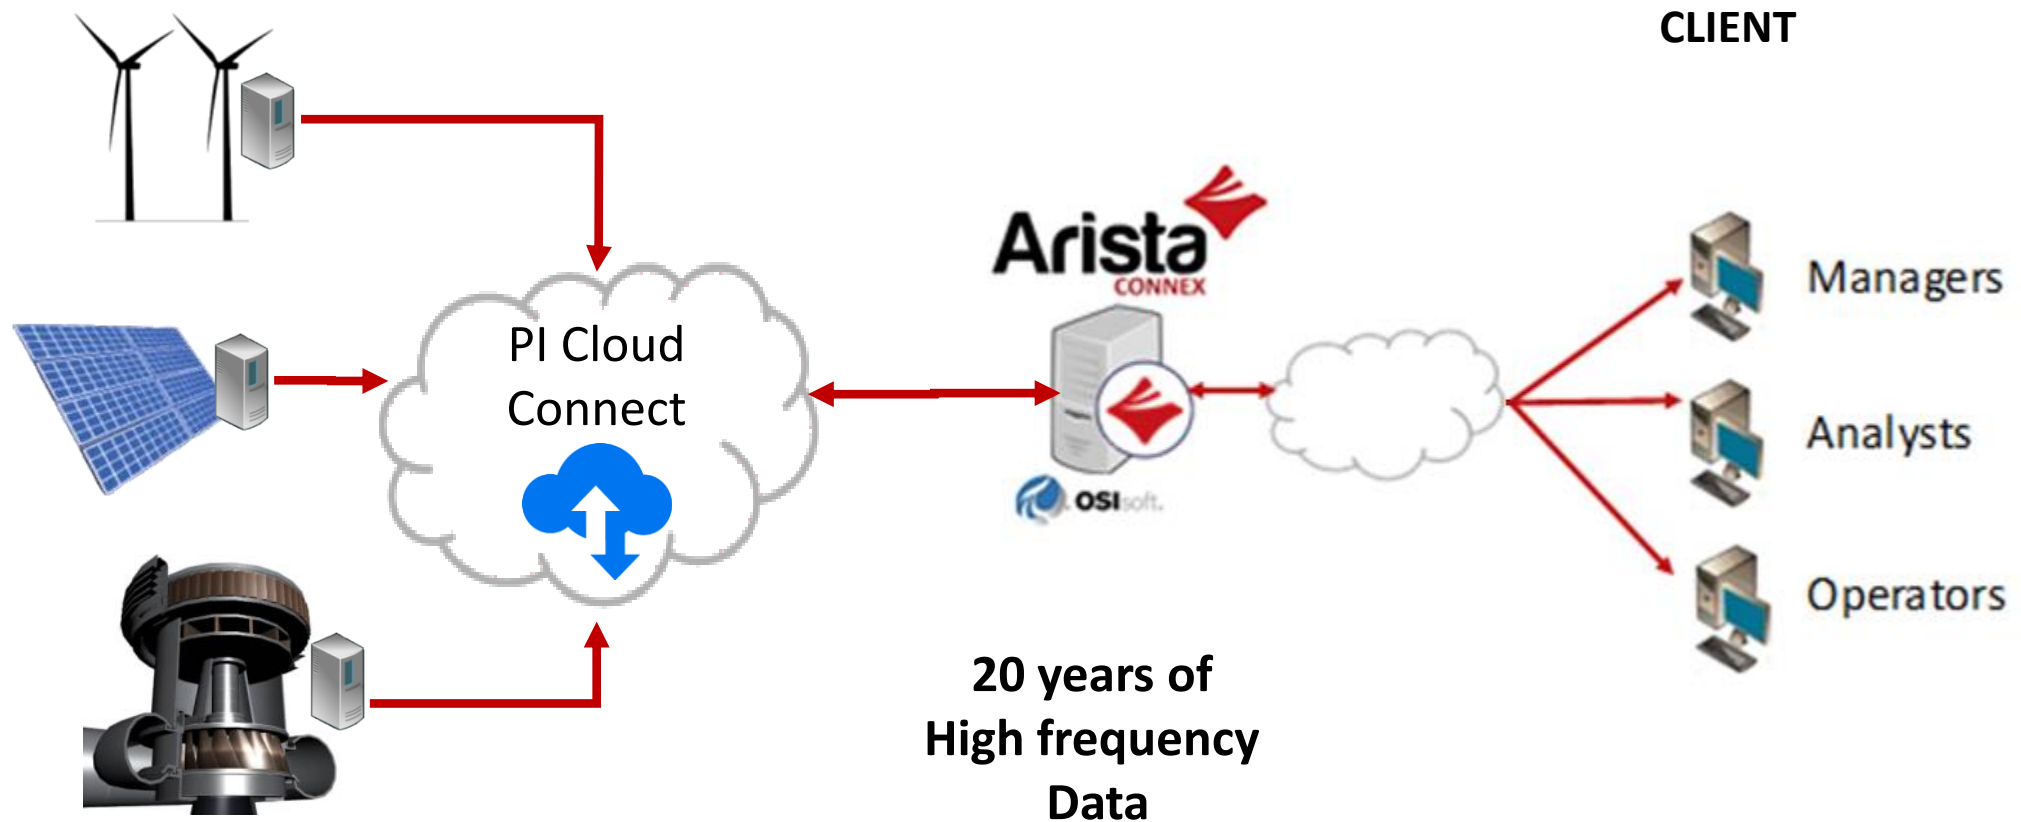 CLIENT
Arista
CONNEX
Managers
PI Cloud
Connect
Analysts
OSIsoft.
Operators
20 years of
High frequency
Data